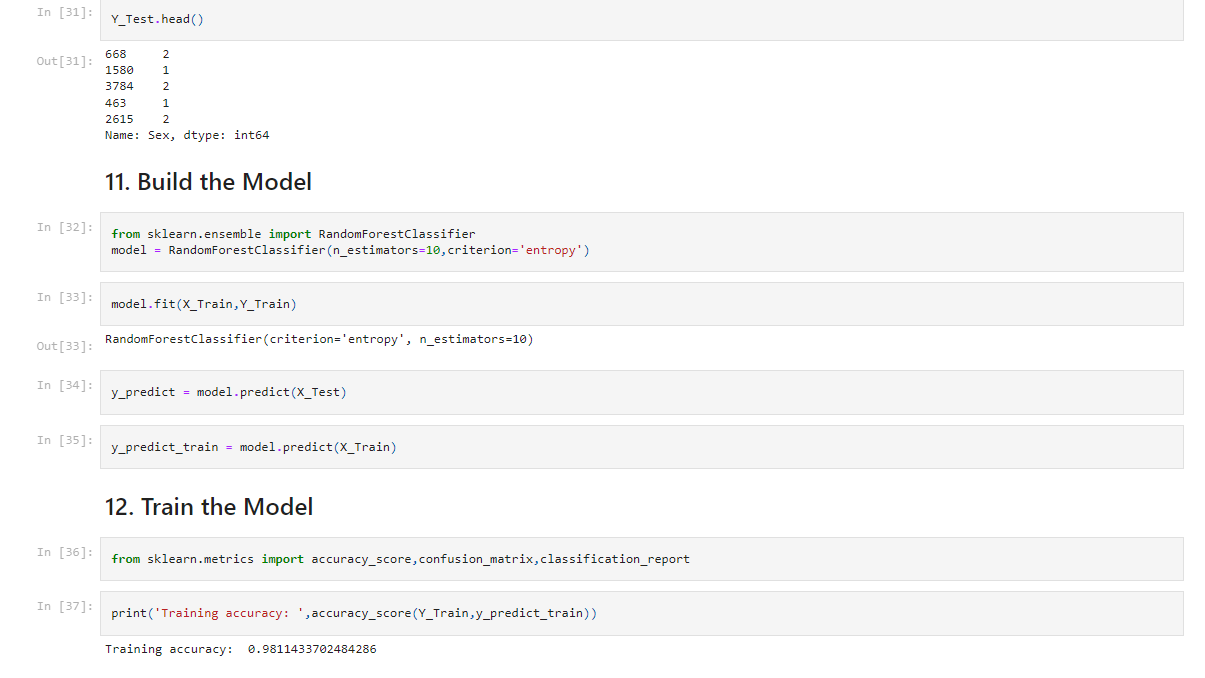 In [31]:
Y_Test.head()
Out[31]:
668     2
1580    1
3784    2
463     1
2615    2
Name: Sex, dtype: int64
11. Build the Model
In [32]:
from sklearn.ensemble import RandomForestClassifier
model = RandomForestClassifier(n_estimators=10,criterion='entropy')
In [33]:
model.fit(X_Train,Y_Train)
Out[33]:
RandomForestClassifier(criterion='entropy', n_estimators=10)
In [34]:
y_predict = model.predict(X_Test)
In [35]:
y_predict_train = model.predict(X_Train)
12. Train the Model
In [36]:
from sklearn.metrics import accuracy_score,confusion_matrix,classification_report
In [37]:
print('Training accuracy: ',accuracy_score(Y_Train,y_predict_train))
Training accuracy:  0.9811433702484286